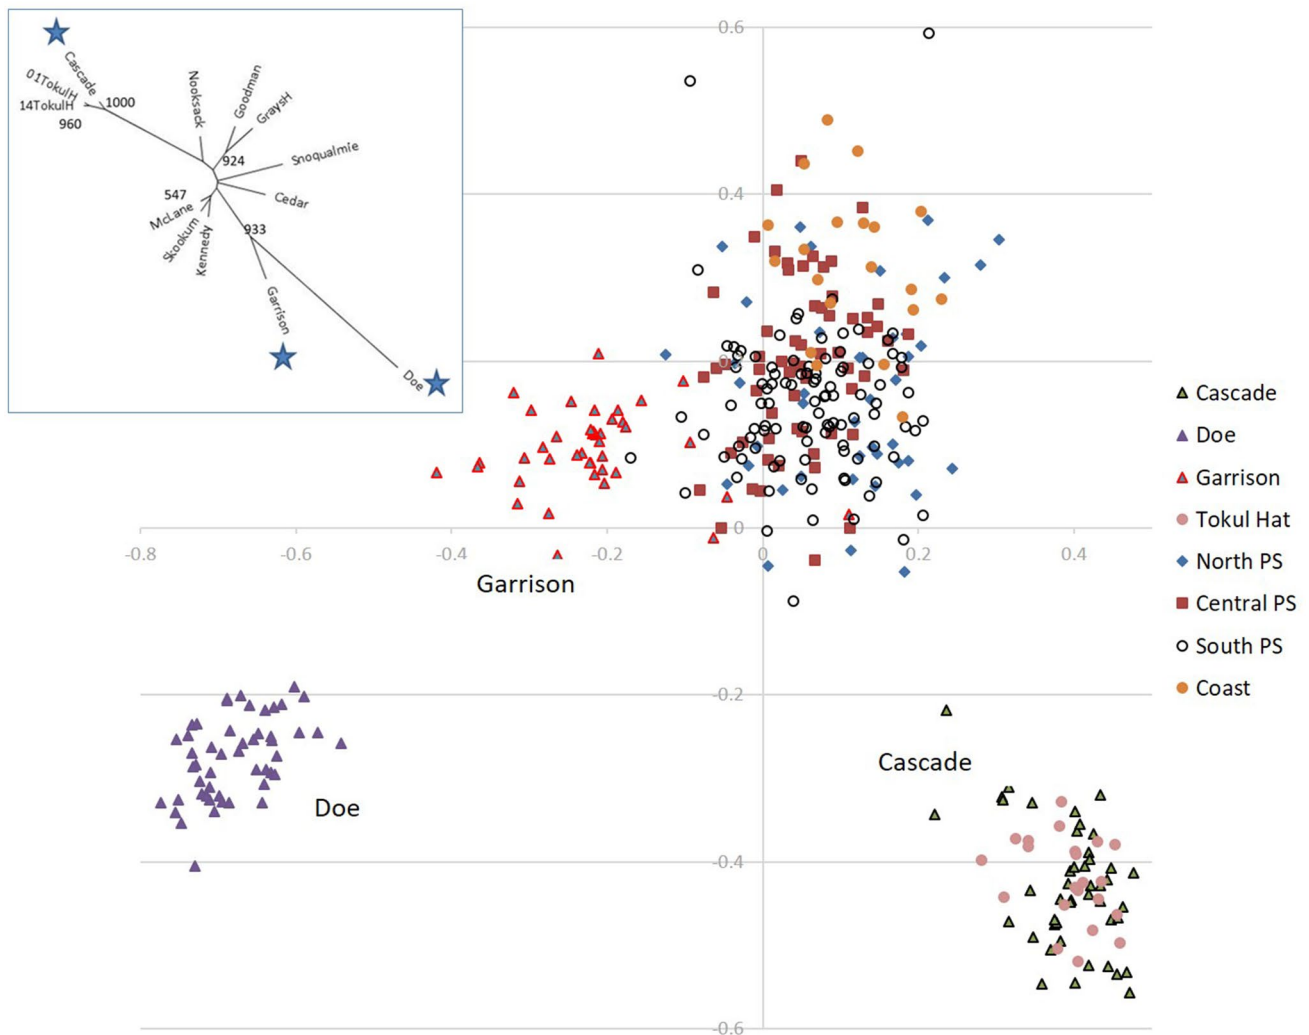 Cascade
01TokulH
14TokulH
1000
960
Nooksack
Goodman
GraysH
924
Snoqualmie
Cedar
547
McLane
Skookum
Kennedy
933
Garrison
Doe
0.6
0.4
0.2
0
-0.2
-0.4
-0.6
-0.8
-0.6
-0.4
-0.2
0
0.2
0.4
Garrison
Doe
Cascade
Cascade
Doe
Garrison
Tokul Hat
North PS
Central PS
South PS
Coast